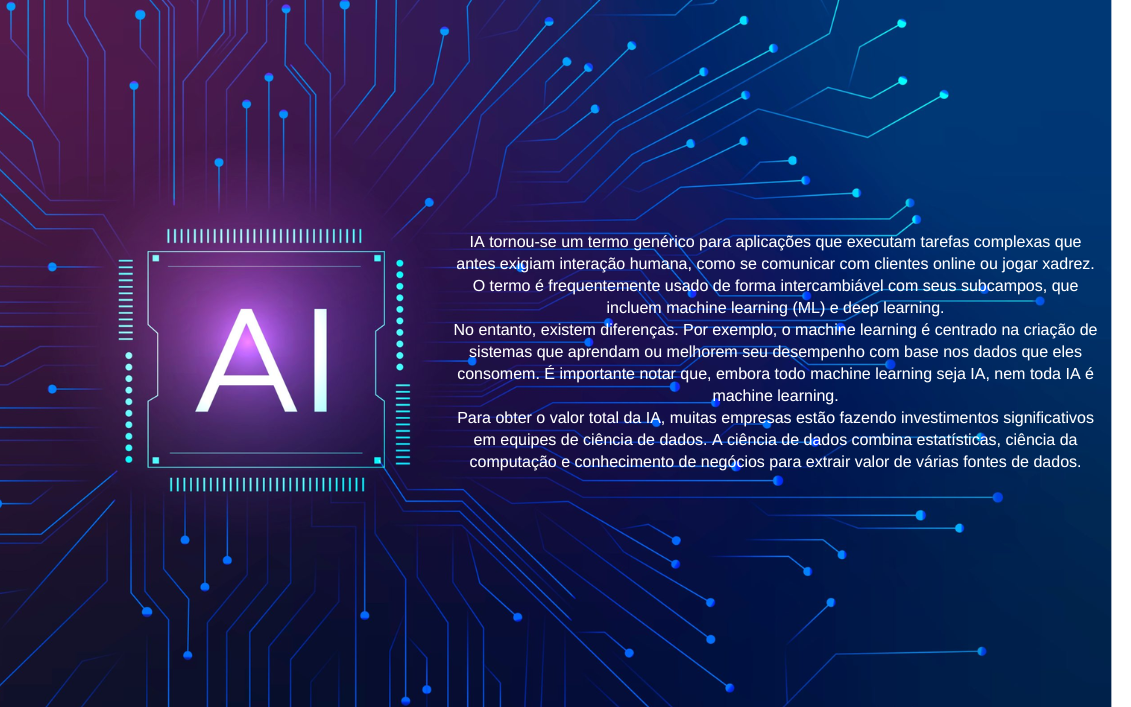 AI
IA tornou-se um termo genérico para aplicações que executam tarefas complexas que
antes exigiam interação humana, como se comunicar com clientes online ou jogar xadrez.
O termo é frequentemente usado de forma intercambiável com seus subcampos, que
incluem machine learning (ML) e deep learning.
No entanto, existem diferenças. Por exemplo, o machine learning é centrado na criação de
sistemas que aprendam ou melhorem seu desempenho com base nos dados que eles
consomem. É importante notar que, embora todo machine learning seja IA, nem toda IA é
machine learning.
Para obter o valor total da IA, muitas empresas estão fazendo investimentos significativos
em equipes de ciência de dados. A ciência de dados combina estatísticas, ciência da
computação e conhecimento de negócios para extrair valor de várias fontes de dados.